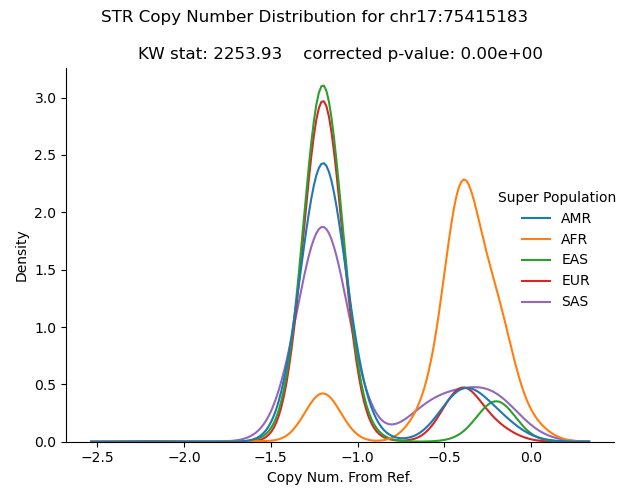 STR Copy Number Distribution for chr17:75415183
KW stat: 2253.93    corrected p-value: 0.00e+00
3.0
2.5
2.0
1.5
1.0
0.5
0.0
Density
Super Population
AMR
AFR
EAS
EUR
SAS
−2.5 −2.0 −1.5 −1.0 −0.5 0.0
Copy Num. From Ref.